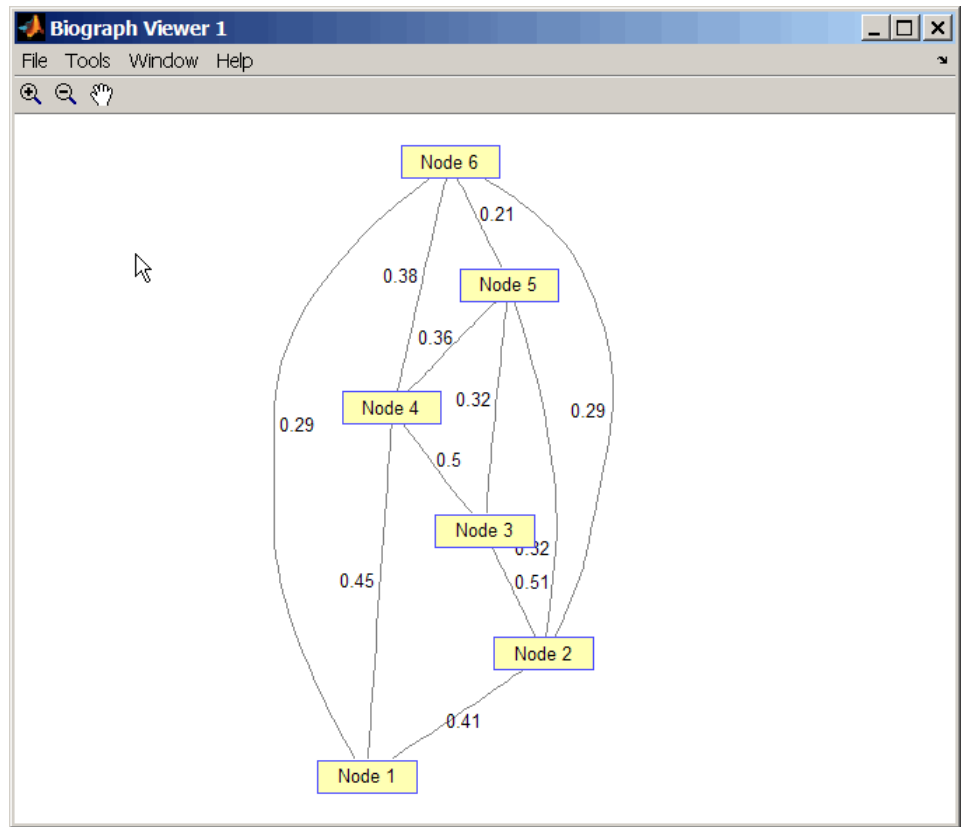 Biograph Viewer 1
File Tools Window Help
Node 6
0.21
0.38
Node 5
0.36
0.32
Node 4
0.29
0.29
0.5
Node 3
0.32
0.45
0.51
Node 2
0.41
Node 1